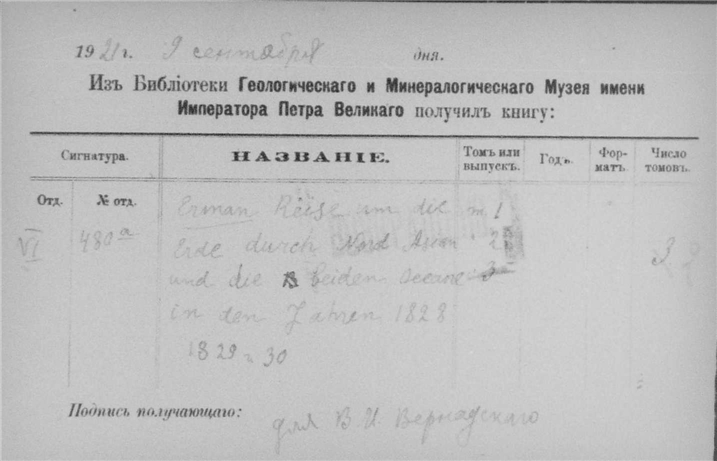 1921 г. 9 сентября дня.
Изъ Библіотеки Геологическаго и Минералогическаго Музея имени
Императора Петра Великаго получилъ книгу:
Сигнатура. НАЗВАНІЕ. Томъ или выпускъ. Годъ. Фор-матъ. Число томовъ.
Отд. № отд.
Erman Reise um die т 1
VI 480а Erde durch Nord Asien 2 3
und die beiden Oceane 3
in den Jahren 1828
1829 u 30
Подпись получающаго: для В И Вернадскаго